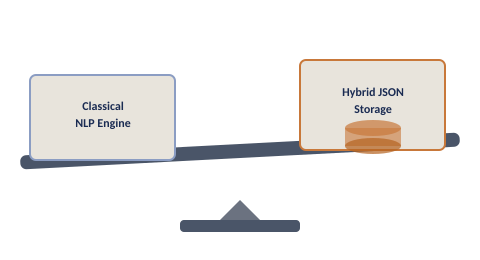 Classical
NLP Engine
Hybrid JSON
Storage